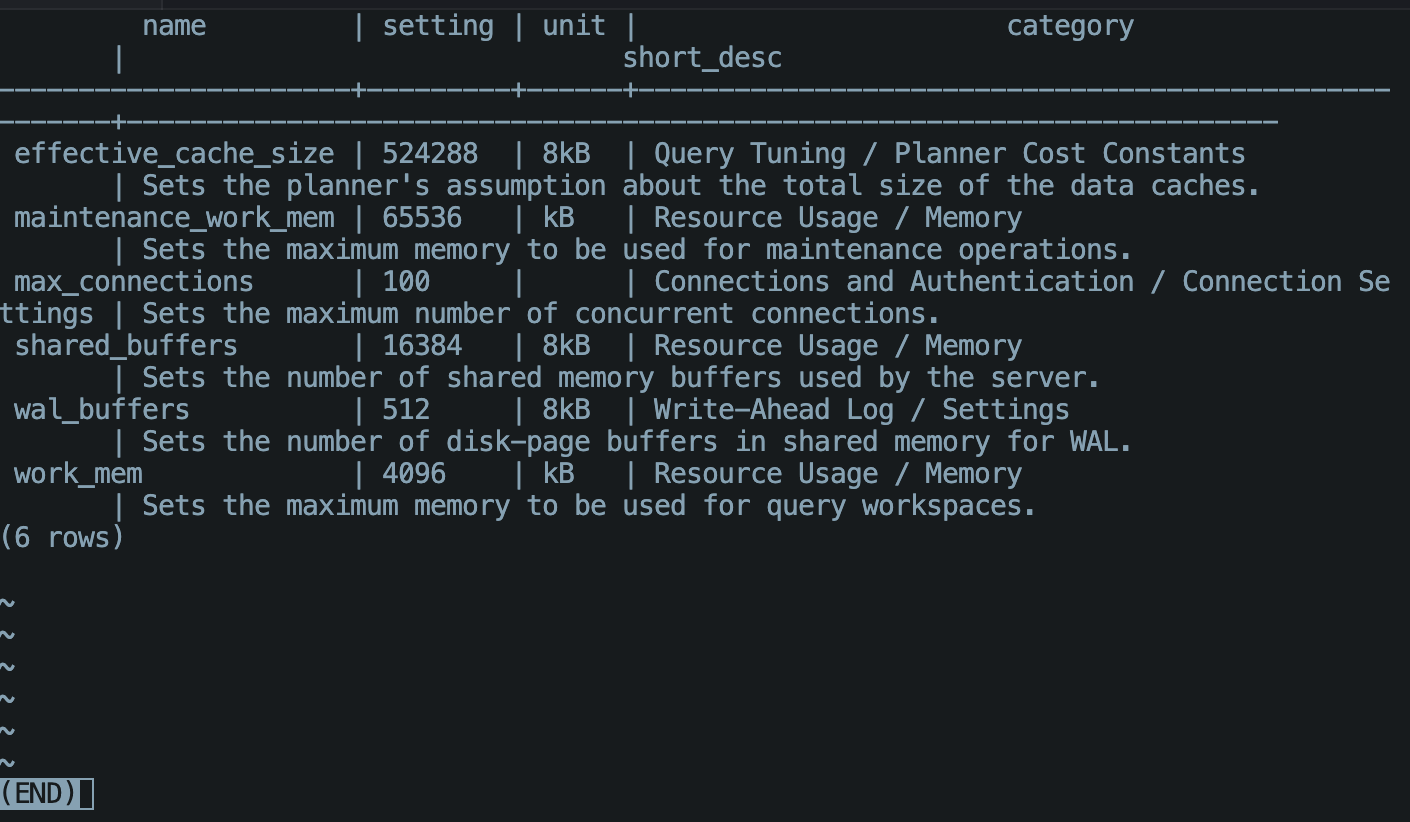 name         | setting | unit |                       category
       |                               short_desc
----------------------+---------+------+-----------------------------------------------
-------+------------------------------------------------------------------------
 effective_cache_size | 524288  | 8kB  | Query Tuning / Planner Cost Constants
       | Sets the planner's assumption about the total size of the data caches.
 maintenance_work_mem | 65536   | kB   | Resource Usage / Memory
       | Sets the maximum memory to be used for maintenance operations.
 max_connections      | 100     |      | Connections and Authentication / Connection Se
ttings | Sets the maximum number of concurrent connections.
 shared_buffers       | 16384   | 8kB  | Resource Usage / Memory
       | Sets the number of shared memory buffers used by the server.
 wal_buffers          | 512     | 8kB  | Write-Ahead Log / Settings
       | Sets the number of disk-page buffers in shared memory for WAL.
 work_mem             | 4096    | kB   | Resource Usage / Memory
       | Sets the maximum memory to be used for query workspaces.
(6 rows)

~
~
~
~
~
~
(END)